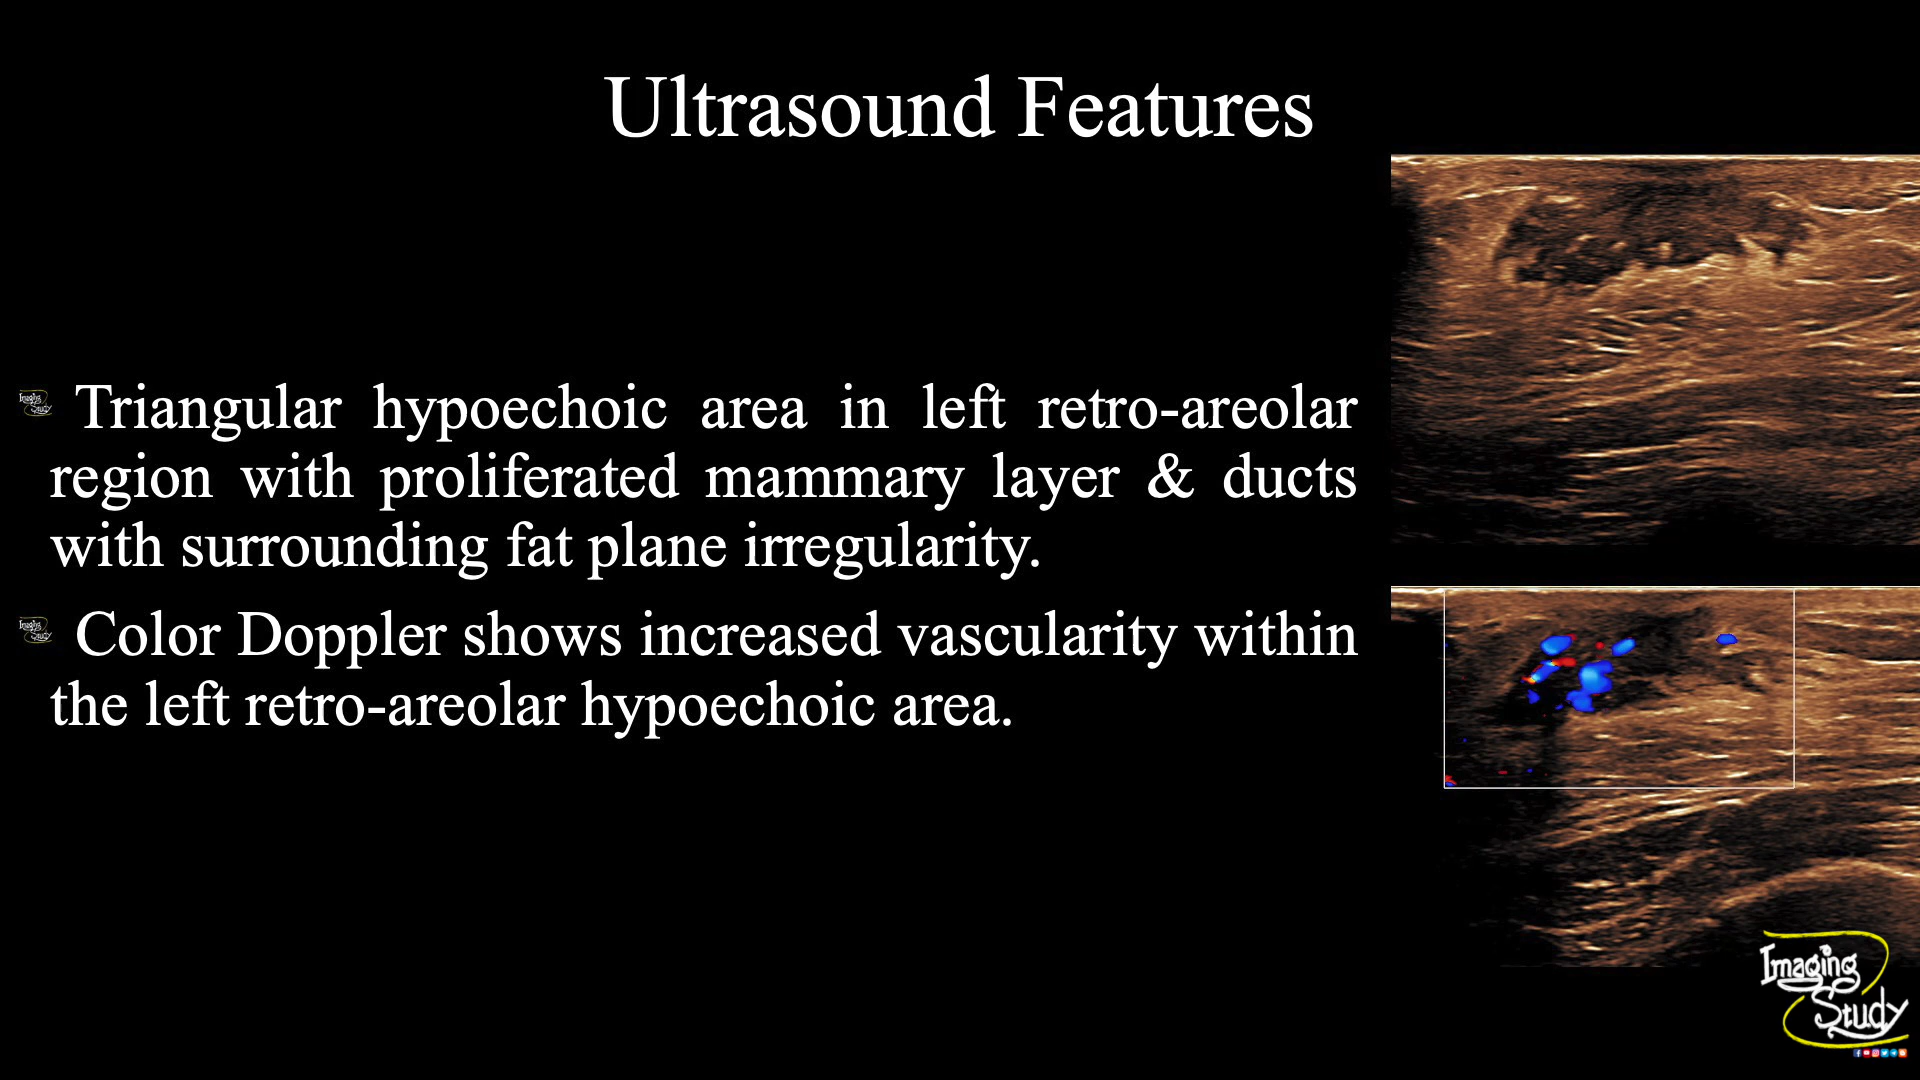 Ultrasound Features
Triangular hypoechoic area in left retro-areolar
region with proliferated mammary layer & ducts
with surrounding fat plane irregularity.
Color Doppler shows increased vascularity within
the left retro-areolar hypoechoic area.
Imaging
Study